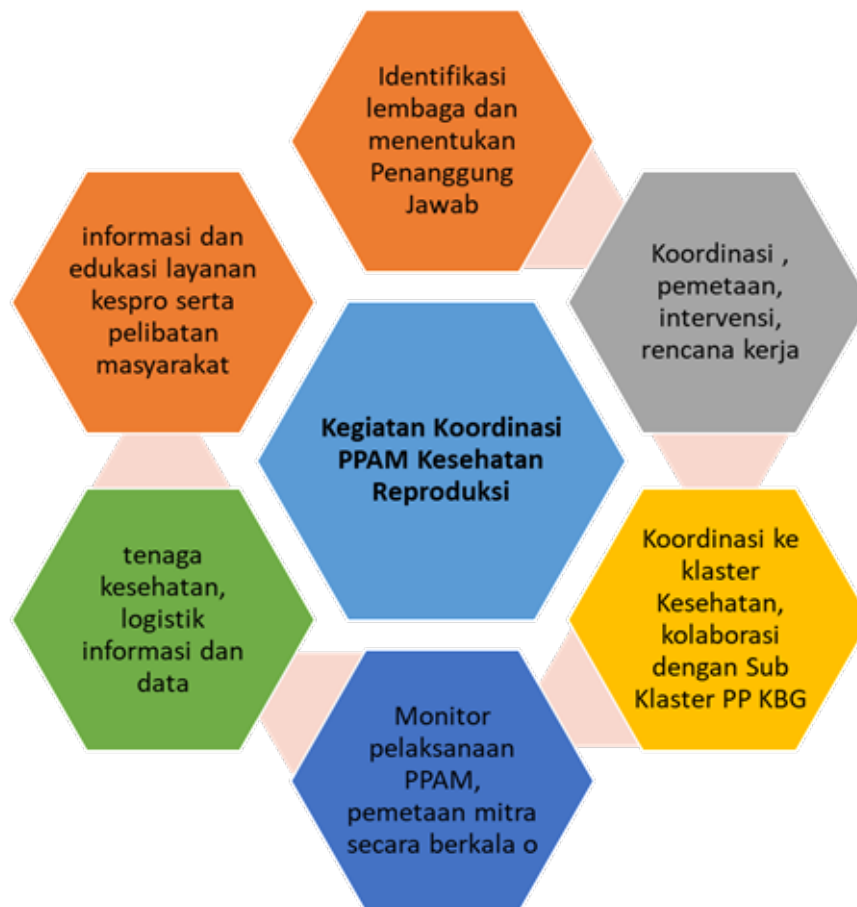 Identifikasi
lembaga dan
menentukan
Penanggung
Jawab
Koordinasi ,
pemetaan,
intervensi,
rencana kerja
Koordinasi ke
klaster
Kesehatan,
kolaborasi
dengan Sub
Klaster PP KBG
Monitor
pelaksanaan
PPAM,
pemetaan mitra
secara berkala o
tenaga
kesehatan,
logistik
informasi dan
data
informasi dan
edukasi layanan
kespro serta
pelibatan
masyarakat
Kegiatan Koordinasi
PPAM Kesehatan
Reproduksi